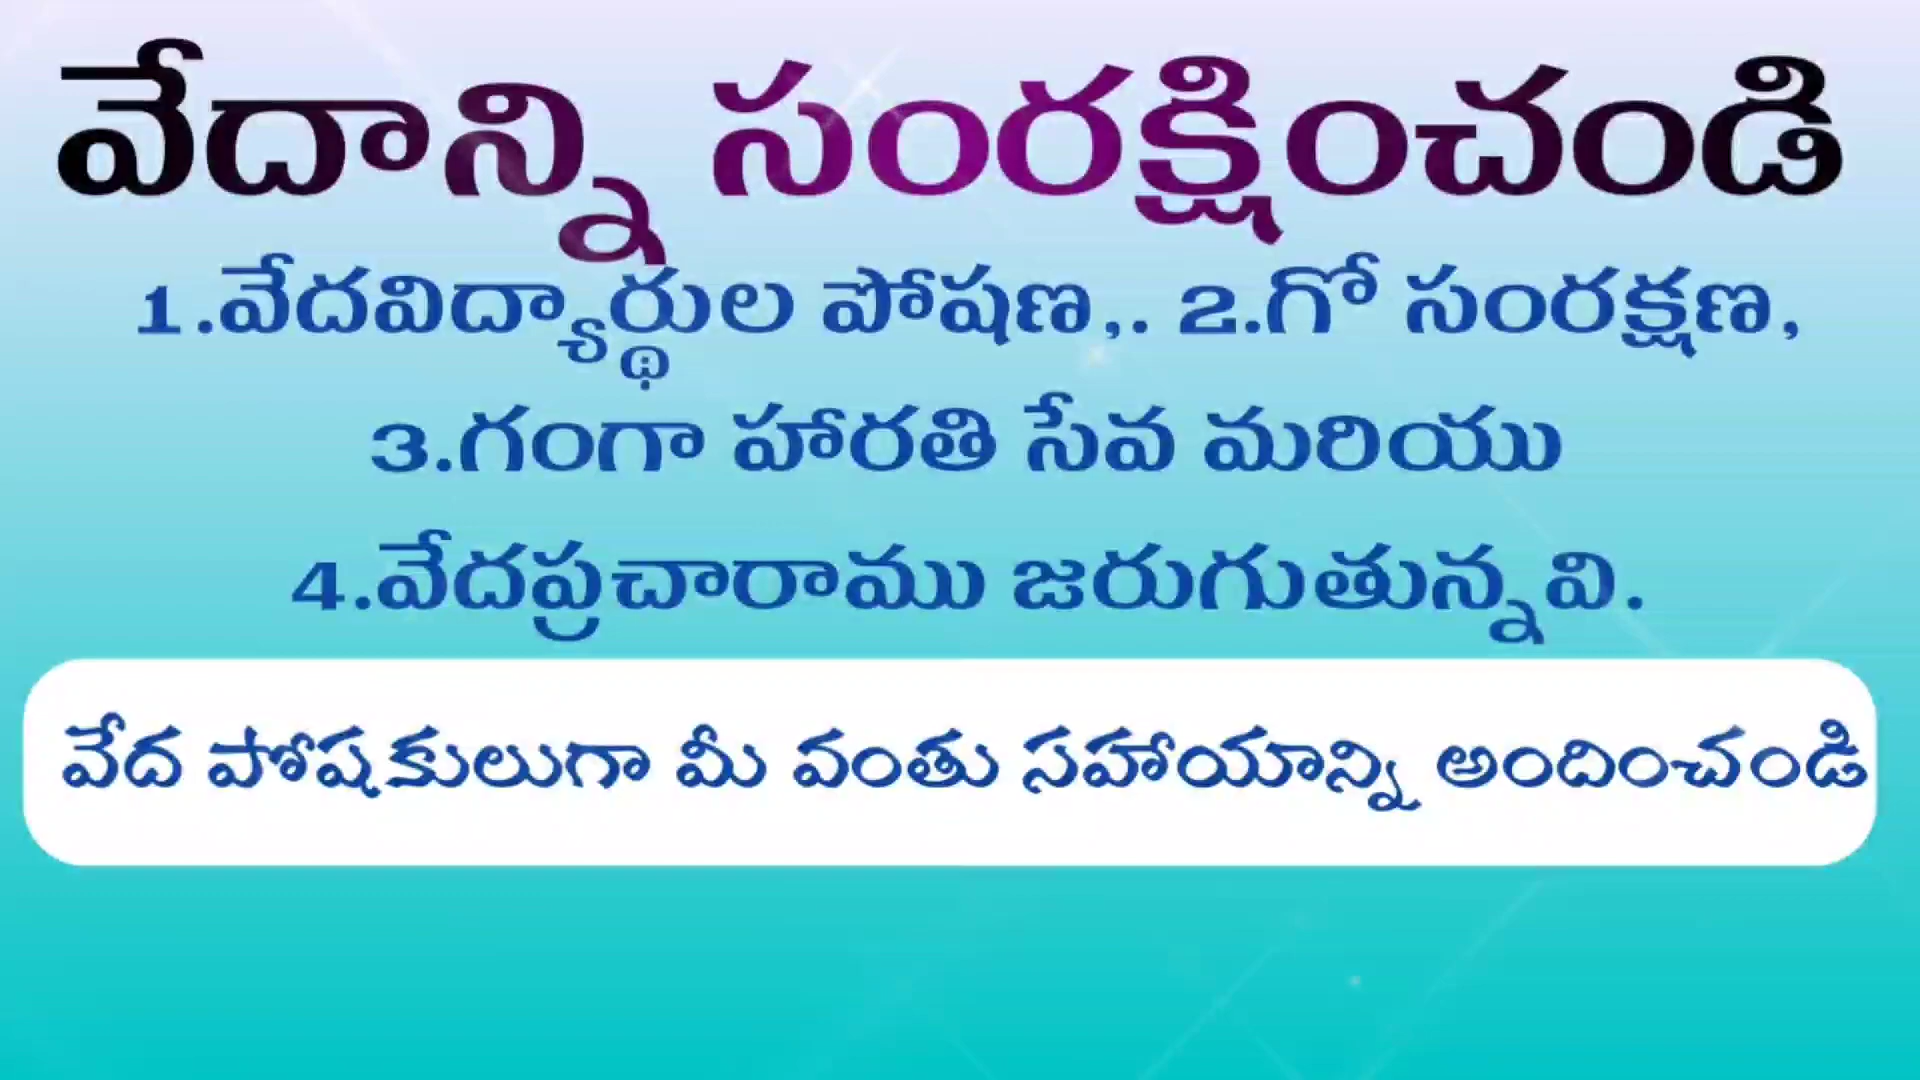 వేదాన్ని సంరక్షించండి
1.వేదవిద్యార్థుల పోషణ,. 2.గో సంరక్షణ,
3.గంగా హారతి సేవ మరియు
4.వేదప్రచారాము జరుగుతున్నవి.
వేద పోషకులుగా మీ వంతు సహాయాన్ని అందించండి